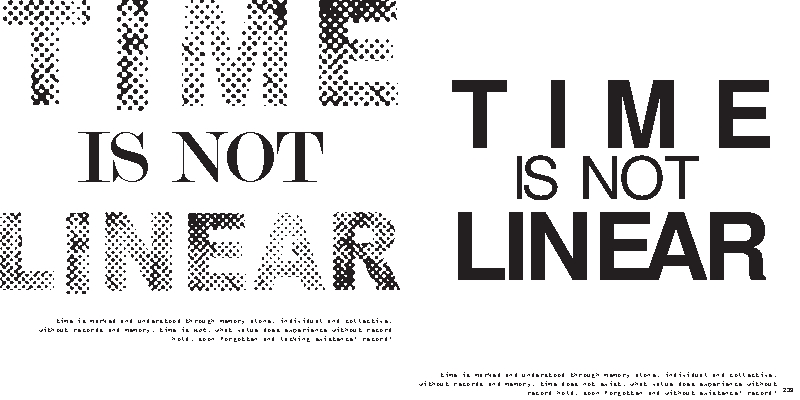 TIME
IS NOT
LINEAR
time is marked and understood through memory alone, individual and collective.
without records and memory, time is not. what value does experience without record
hold, soon forgotten and lacking existence? record!
TIME
IS NOT
LINEAR
time is marked and understood through memory alone, individual and collective.
without records and memory, time does not exist. what value does experience without
record hold, soon forgotten and without existence? record!